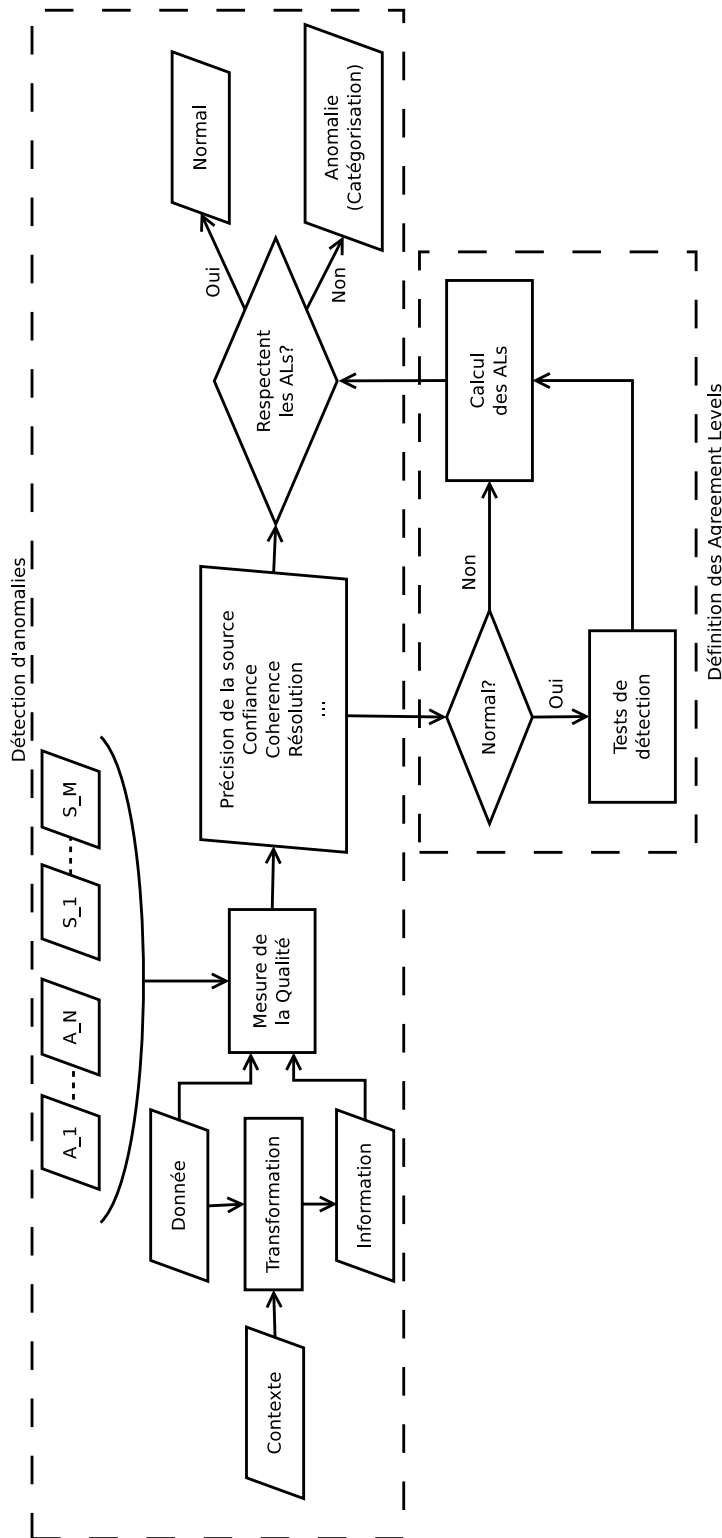 Détection d'anomalies
A_1
A_N
S_1
S_M
Contexte
Donnée
Transformation
Information
Mesure de
la Qualité
Précision de la source
Confiance
Coherence
Résolution
...
Respectent
les ALs?
Oui
Normal
Non
Anomalie
(Catégorisation)
Normal?
Non
Oui
Tests de
détection
Calcul
des ALs
Définition des Agreement Levels